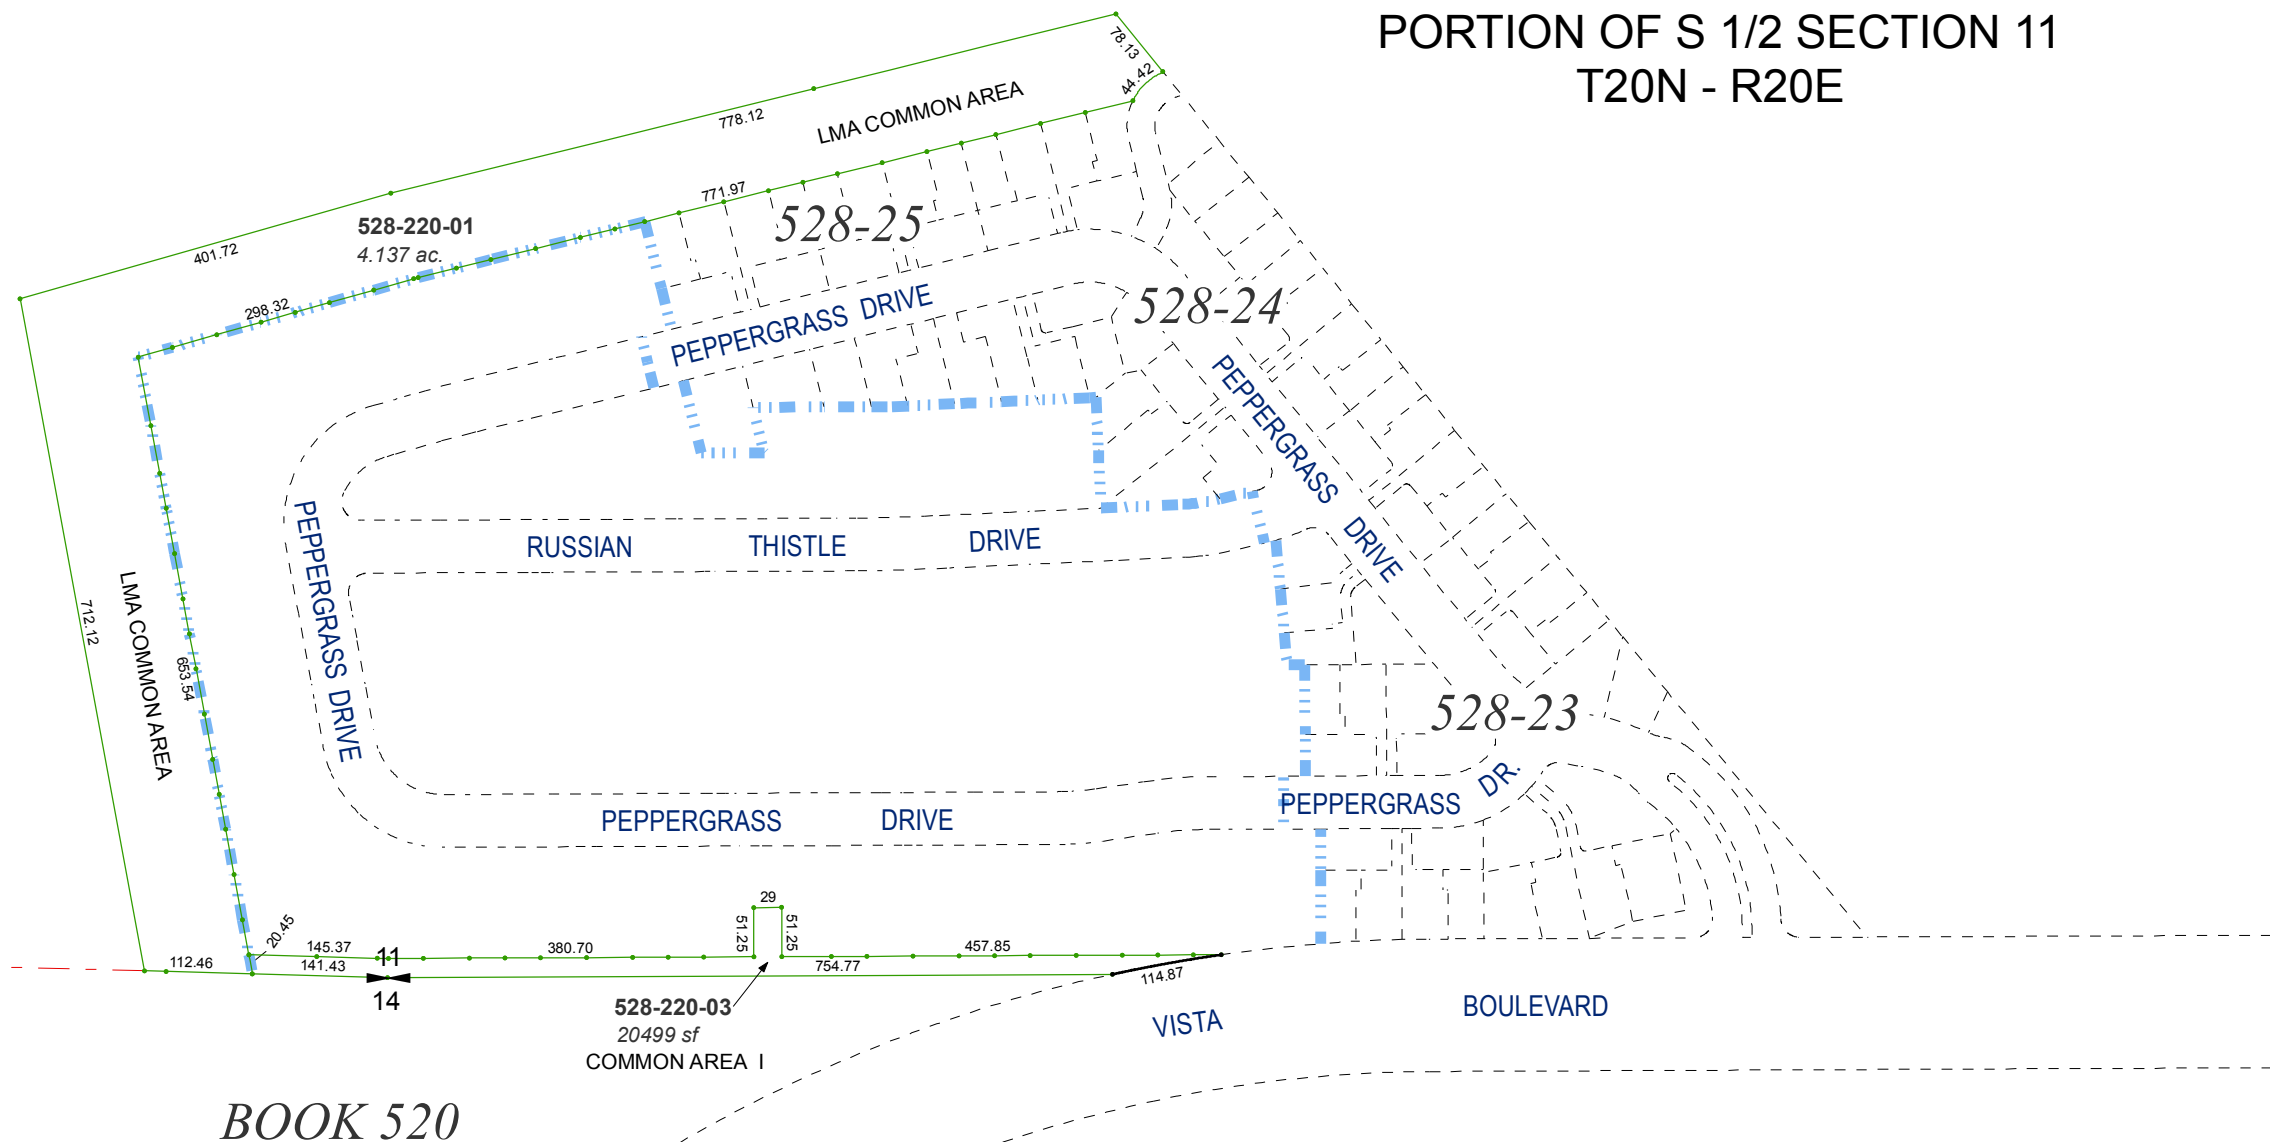 PORTION OF S 1/2 SECTION 11
T20N - R20E
78.13
44.42
778.12
LMA COMMON AREA
771.97
528-220-01
4.137 ac.
401.72
298.32
528-25
528-24
PEPPERGRASS DRIVE
PEPPERGRASS DRIVE
PEPPERGRASS DRIVE
RUSSIAN THISTLE DRIVE
712.12
LMA COMMON AREA
653.54
528-23
PEPPERGRASS DRIVE
PEPPERGRASS DR.
29
51.25
51.25
20.45
145.37
11
380.70
457.85
112.46
141.43
754.77
114.87
14
528-220-03
20499 sf
COMMON AREA I
VISTA BOULEVARD
BOOK 520